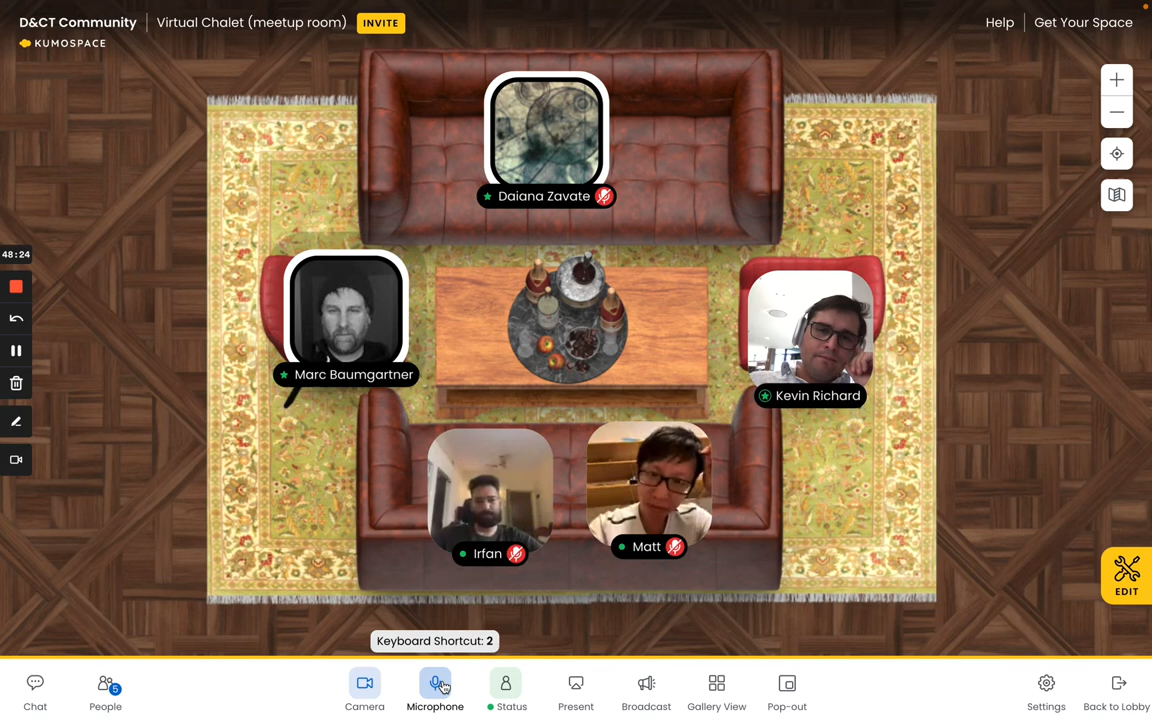 D&CT Community
Virtual Chalet (meetup room)
INVITE
Help
Get Your Space
KUMOSPACE
Daiana Zavate
48:24
Marc Baumgartner
Kevin Richard
Irfan
Matt
EDIT
Keyboard Shortcut: 2
5
Chat
People
Camera
Microphone
Status
Present
Broadcast
Gallery View
Pop-out
Settings
Back to Lobby